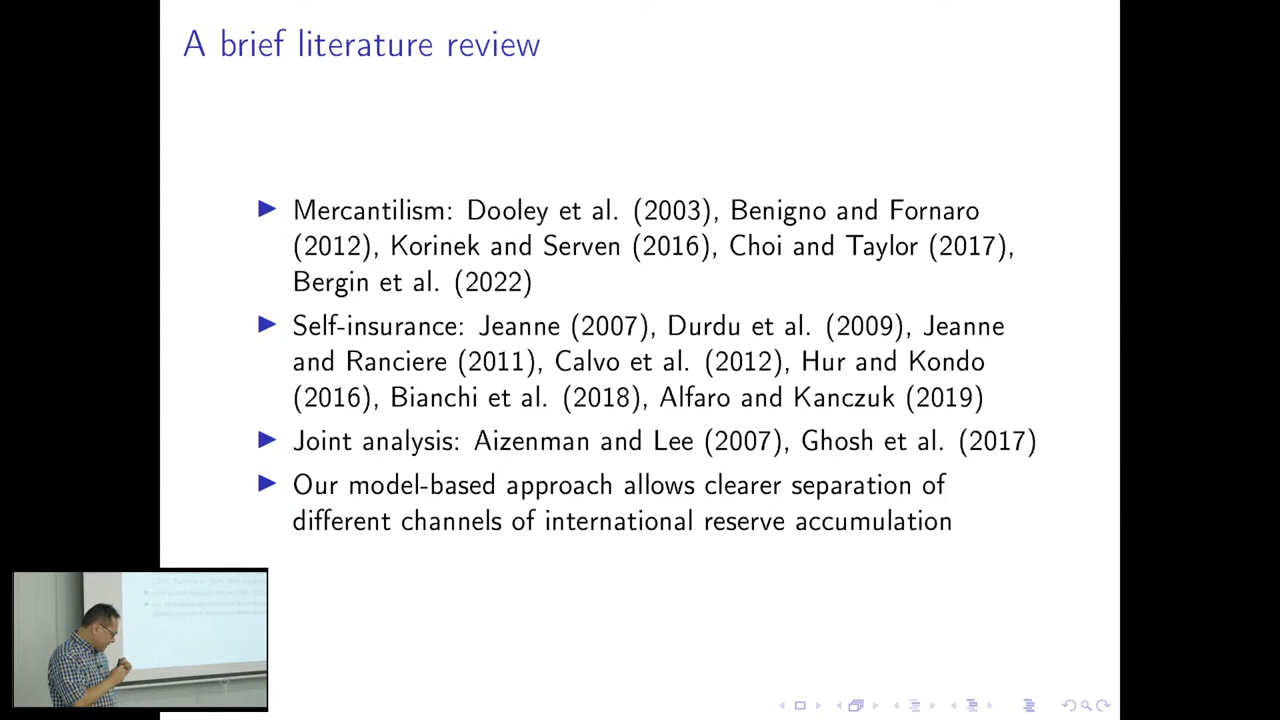 A brief literature review
Mercantilism: Dooley et al. (2003), Benigno and Fornaro
(2012), Korinek and Serven (2016), Choi and Taylor (2017),
Bergin et al. (2022)
Self-insurance: Jeanne (2007), Durdu et al. (2009), Jeanne
and Ranciere (2011), Calvo et al. (2012), Hur and Kondo
(2016), Bianchi et al. (2018), Alfaro and Kanczuk (2019)
Joint analysis: Aizenman and Lee (2007), Ghosh et al. (2017)
Our model-based approach allows clearer separation of
different channels of international reserve accumulation